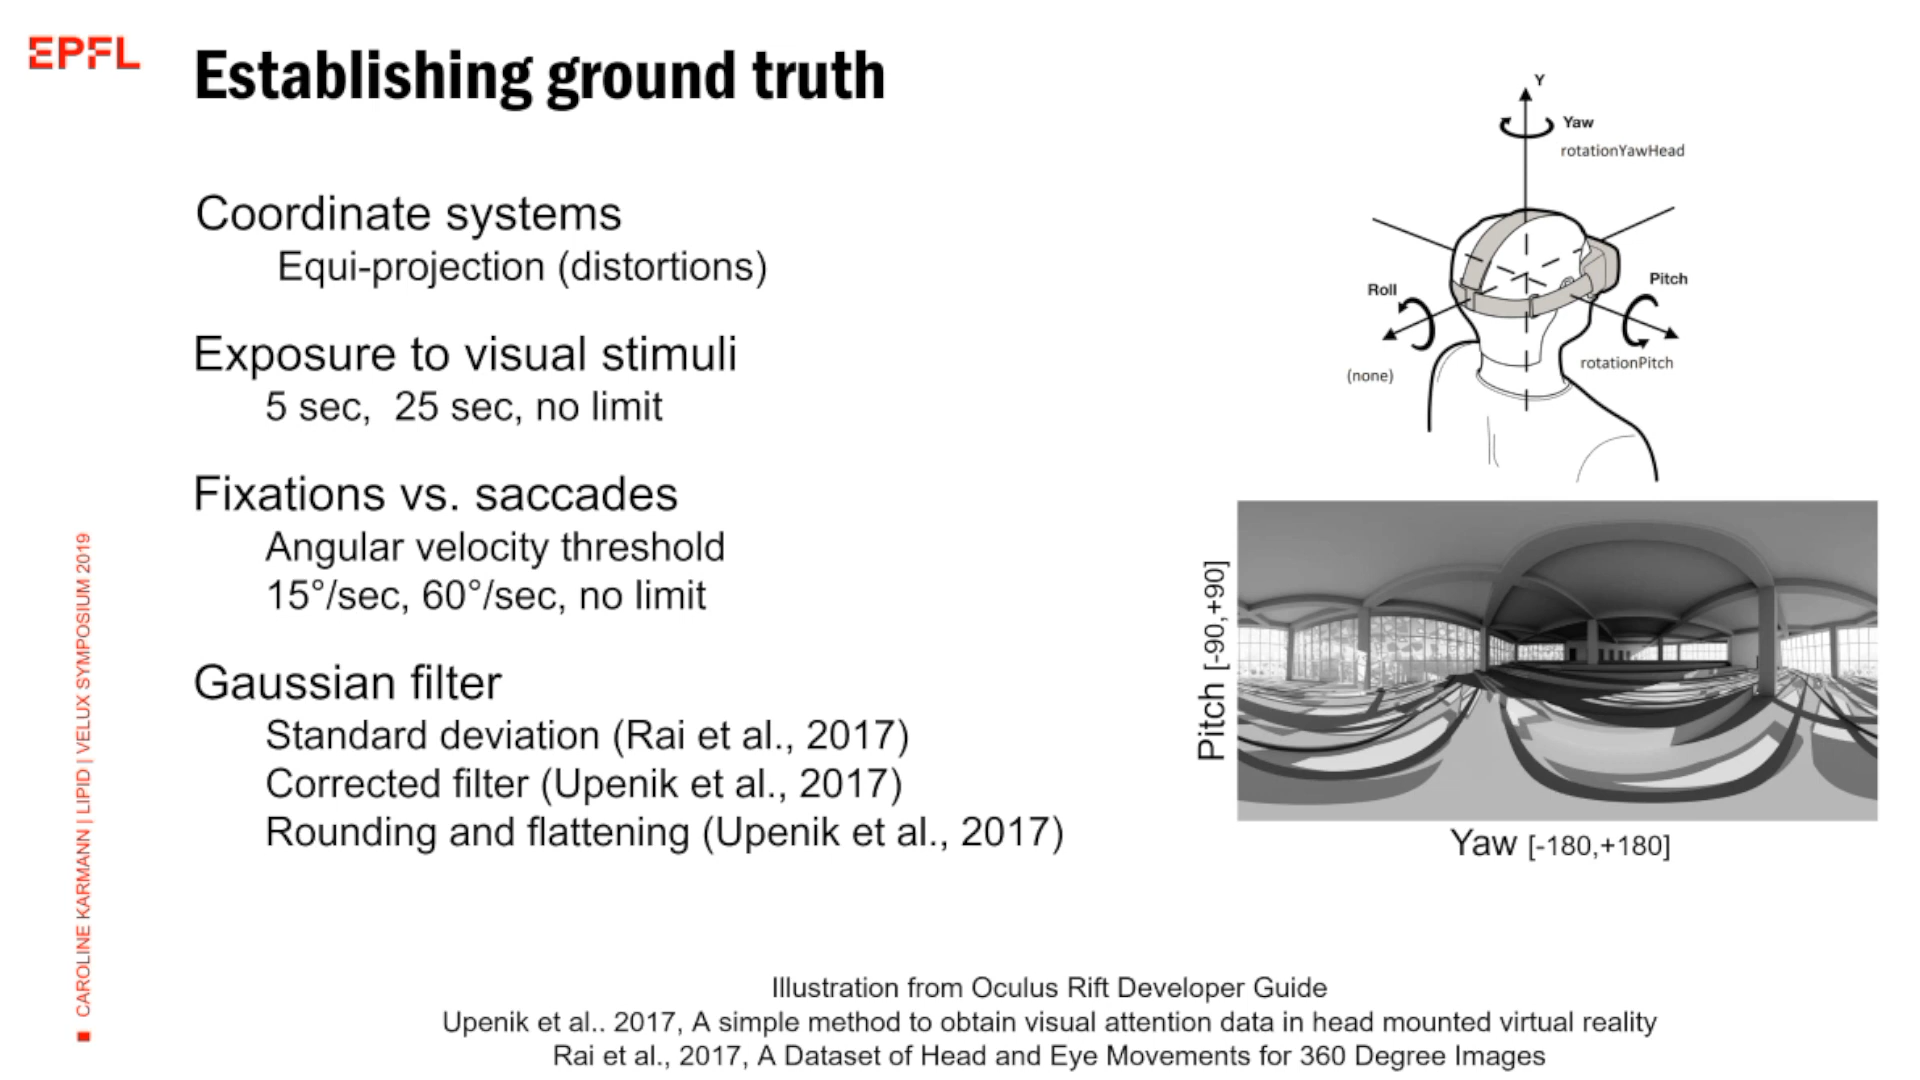 EPFL
Establishing ground truth
Coordinate systems
Equi-projection (distortions)
Exposure to visual stimuli
5 sec,  25 sec, no limit
Fixations vs. saccades
Angular velocity threshold
15°/sec, 60°/sec, no limit
Gaussian filter
Standard deviation (Rai et al., 2017)
Corrected filter (Upenik et al., 2017)
Rounding and flattening (Upenik et al., 2017)
Y
Yaw
rotationYawHead
Roll
(none)
Pitch
rotationPitch
Pitch [-90,+90]
Yaw [-180,+180]
Illustration from Oculus Rift Developer Guide
Upenik et al.. 2017, A simple method to obtain visual attention data in head mounted virtual reality
Rai et al., 2017, A Dataset of Head and Eye Movements for 360 Degree Images
CAROLINE KARMANN | LIPID | VELUX SYMPOSIUM 2019